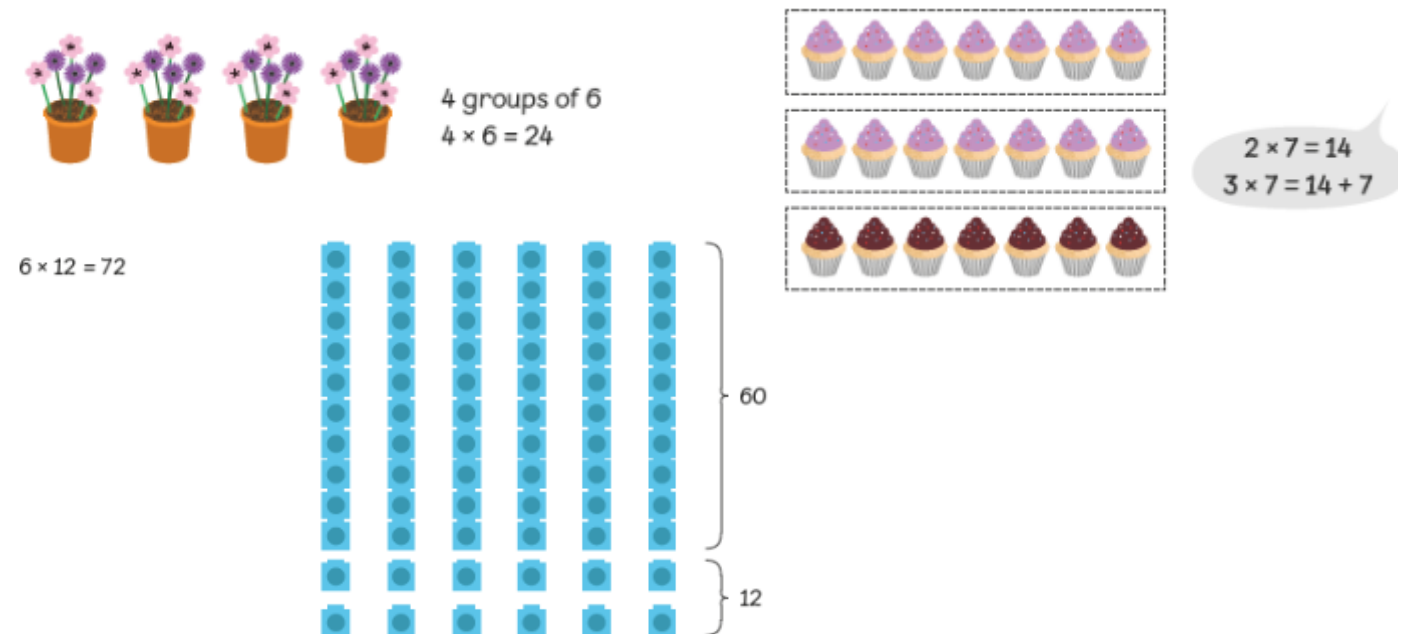 4 groups of 6
4 × 6 = 24
2 × 7 = 14
3 × 7 = 14 + 7
6 × 12 = 72
60
12